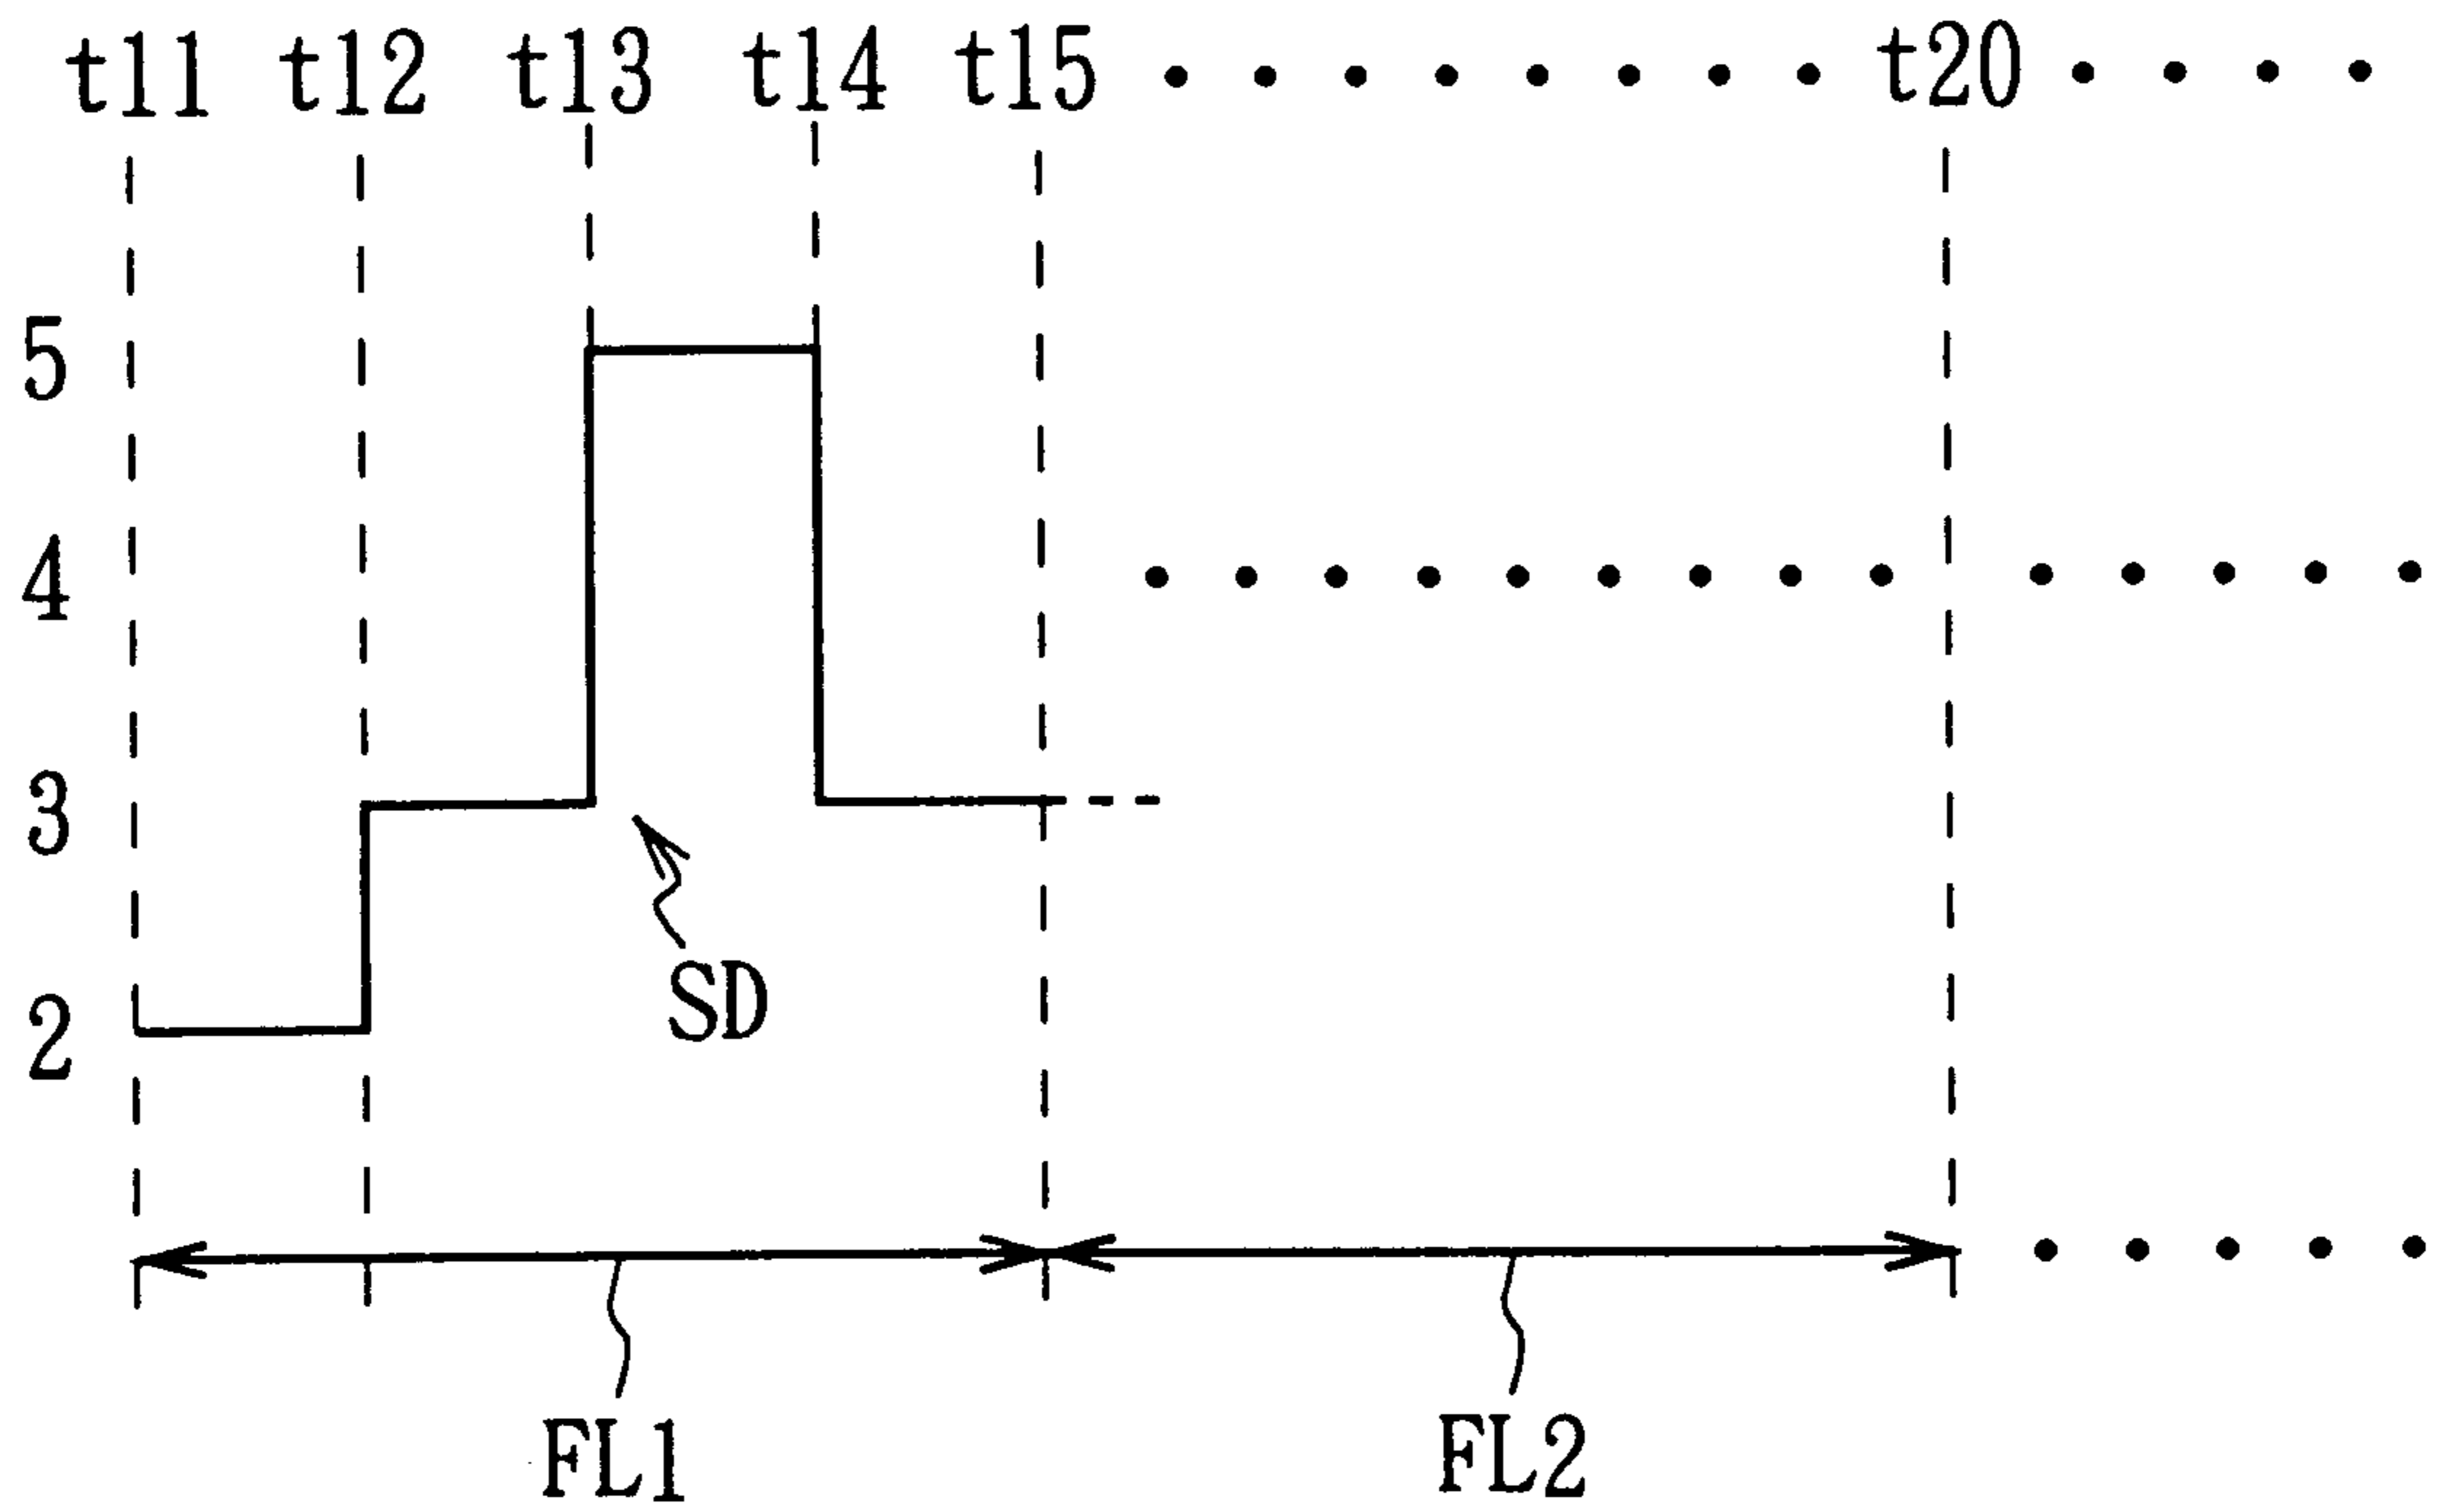 t11 t12 t13 t14 t15 • • • • • • • • t20 • • • •
5
4
3
SD
2
FL1 FL2